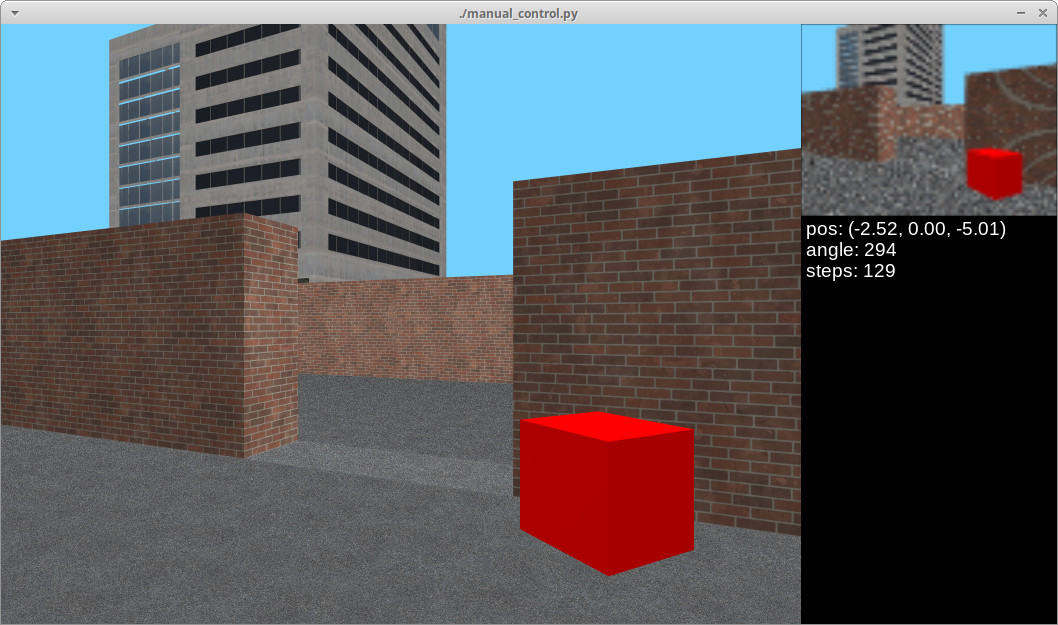 ./manual_control.py
pos: (-2.52, 0.00, -5.01)
angle: 294
steps: 129